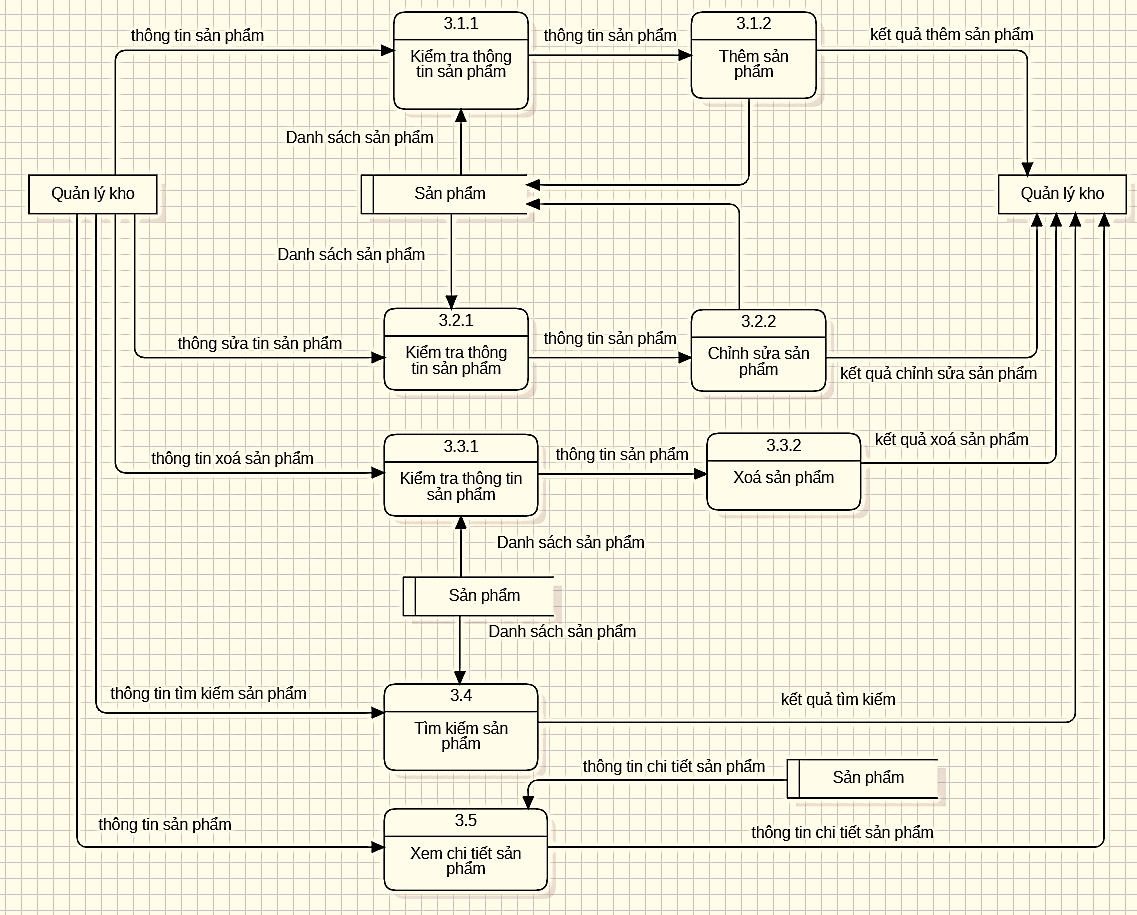 3.1.1
3.1.2
thông tin sản phẩm
thông tin sản phẩm
kết quả thêm sản phẩm
Kiểm tra thông
tin sản phẩm
Thêm sản
phẩm
Danh sách sản phẩm
Quản lý kho
Sản phẩm
Quản lý kho
Danh sách sản phẩm
3.2.1
3.2.2
thông sửa tin sản phẩm
thông tin sản phẩm
Kiểm tra thông
tin sản phẩm
Chỉnh sửa sản
phẩm
kết quả chỉnh sửa sản phẩm
3.3.1
3.3.2
kết quả xoá sản phẩm
thông tin xoá sản phẩm
thông tin sản phẩm
Kiểm tra thông tin
sản phẩm
Xoá sản phẩm
Danh sách sản phẩm
Sản phẩm
Danh sách sản phẩm
3.4
thông tin tìm kiếm sản phẩm
kết quả tìm kiếm
Tìm kiếm sản
phẩm
thông tin chi tiết sản phẩm
Sản phẩm
3.5
thông tin sản phẩm
thông tin chi tiết sản phẩm
Xem chi tiết sản
phẩm